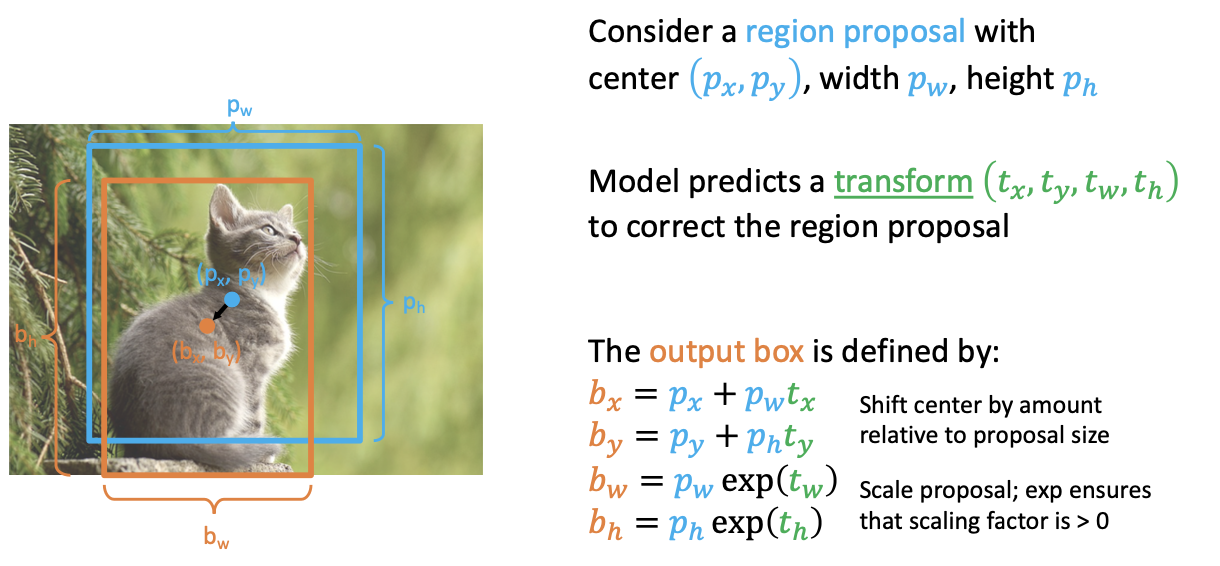 p_w
(p_x, p_y)
p_h
b_h
(b_x, b_y)
b_w
Consider a region proposal with
center (p_x, p_y), width p_w, height p_h
Model predicts a transform (t_x, t_y, t_w, t_h)
to correct the region proposal
The output box is defined by:
b_x = p_x + p_w t_x
b_y = p_y + p_h t_y
Shift center by amount
relative to proposal size
b_w = p_w exp(t_w)
b_h = p_h exp(t_h)
Scale proposal; exp ensures
that scaling factor is > 0